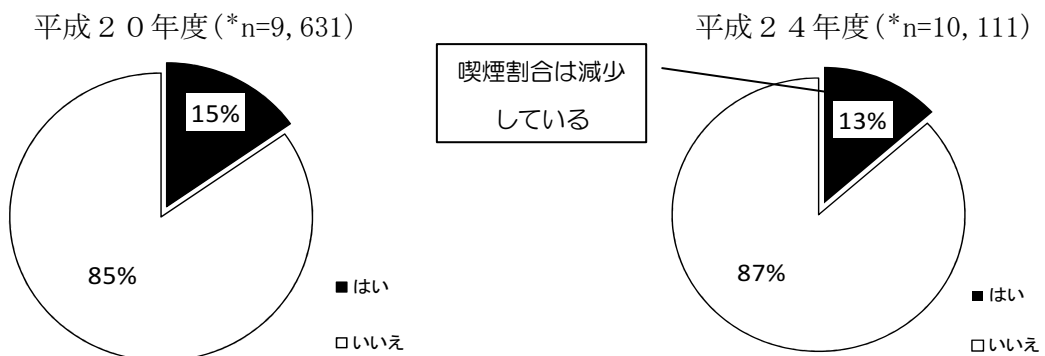 平成２０年度(*n=9,631)
15%
85%
■はい
□いいえ
喫煙割合は減少
している
平成２４年度(*n=10,111)
13%
87%
■はい
□いいえ